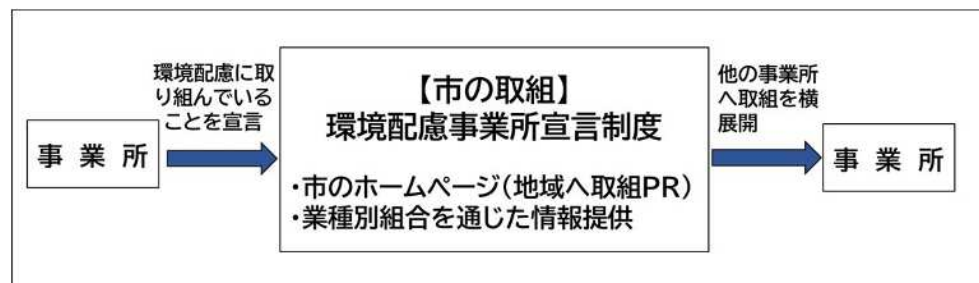 環境配慮に取
り組んでいる
ことを宣言
事業所
【市の取組】
環境配慮事業所宣言制度
・市のホームページ(地域へ取組PR)
・業種別組合を通じた情報提供
他の事業所
へ取組を横
展開
事業所